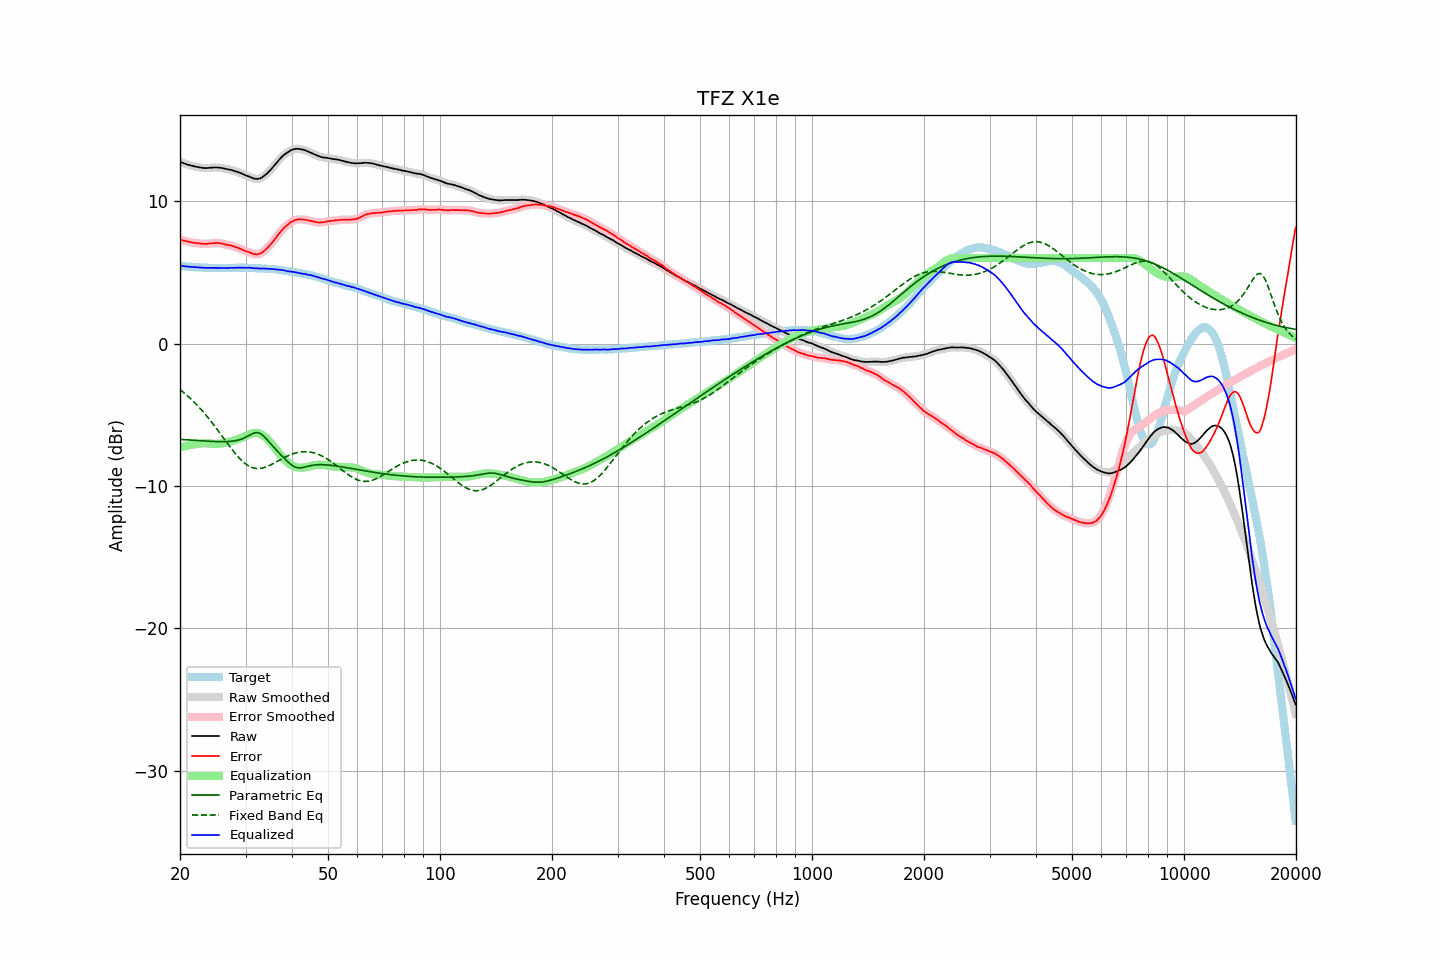 TFZ X1e
Amplitude (dBr)
10
0
−10
−20
−30
Target
Raw Smoothed
Error Smoothed
Raw
Error
Equalization
Parametric Eq
Fixed Band Eq
Equalized
20 50 100 200 500 1000 2000 5000 10000 20000
Frequency (Hz)